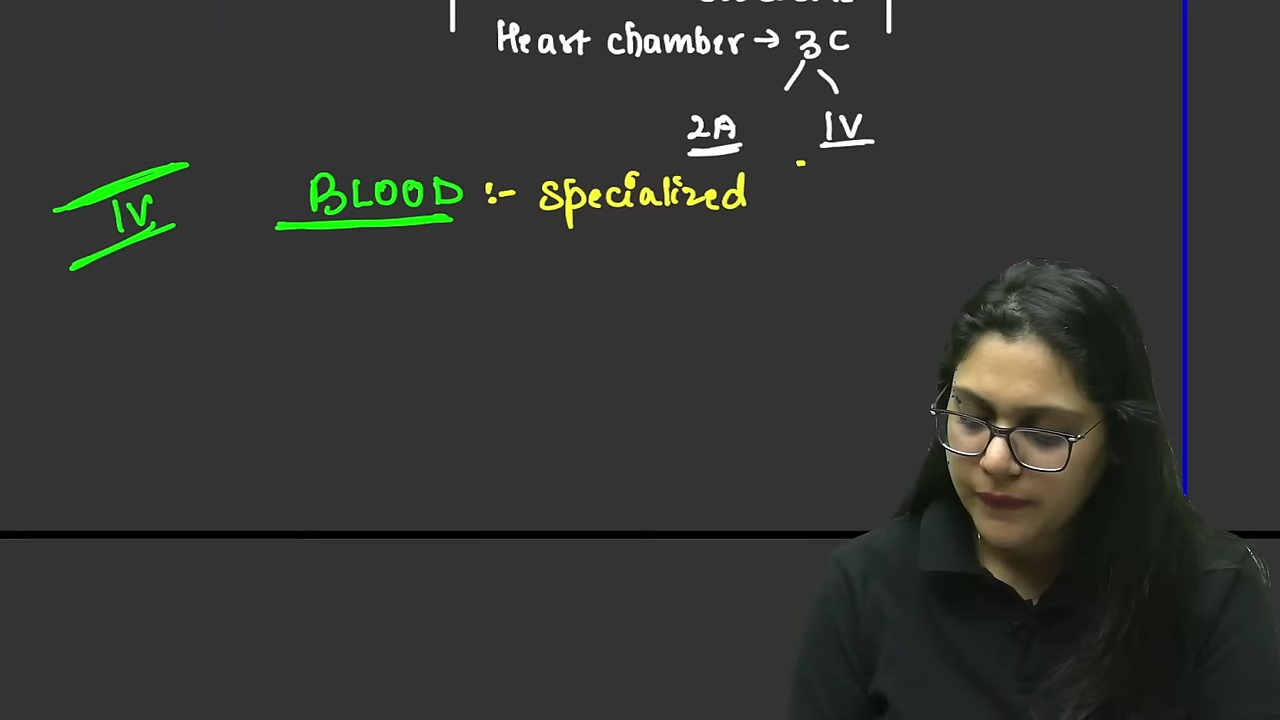 Heart chamber → 3C
2A 1V
IV BLOOD :- Specialized